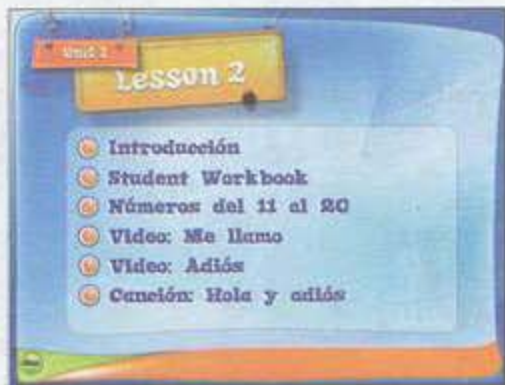 Unit 1
Lesson 2
Introducción
Student Workbook
Números del 11 al 20
Video: Me llamo
Video: Adiós
Canción: Hola y adiós